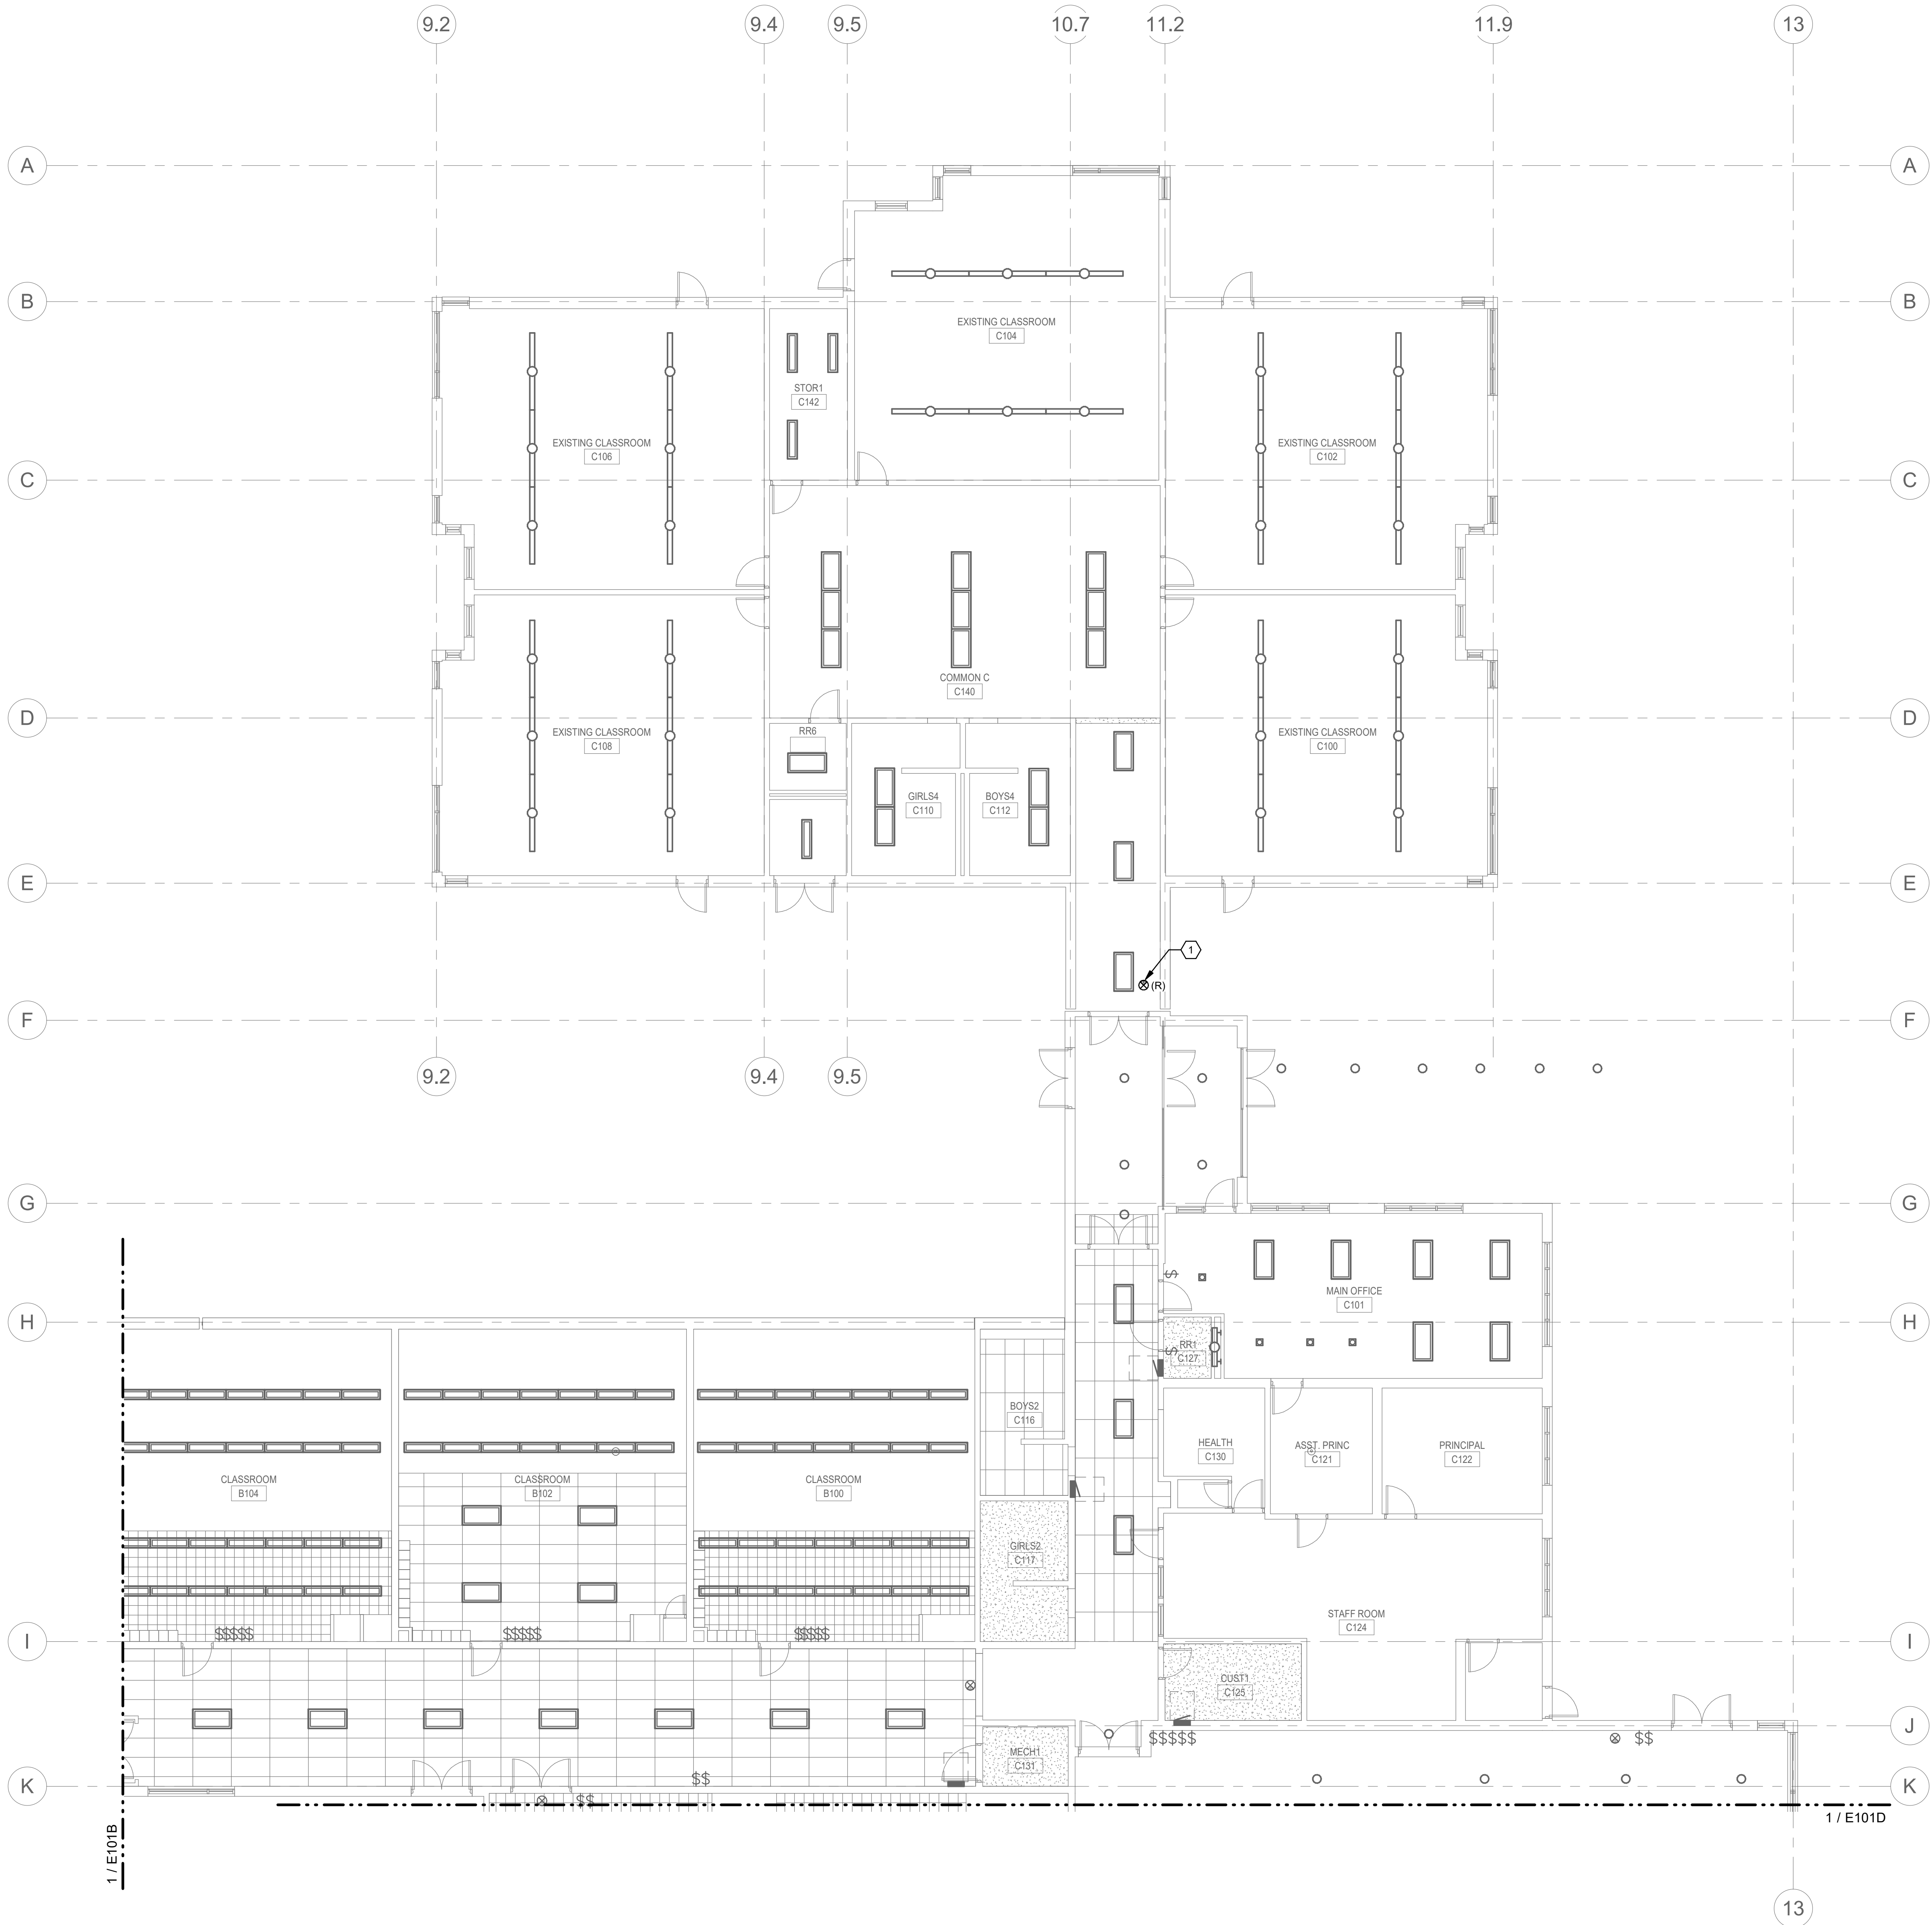 9.2 9.4 9.5 10.7 11.2 11.9 13
A A
B B
EXISTING CLASSROOM
C104
STOR1
C142
EXISTING CLASSROOM
C106
EXISTING CLASSROOM
C102
C C
COMMON C
C140
D D
RR6
EXISTING CLASSROOM
C108
EXISTING CLASSROOM
C100
GIRLS4
C110
BOYS4
C112
E E
1
(R)
F F
9.2 9.4 9.5
G G
$
MAIN OFFICE
C101
H H
RR1
C127
$
BOYS2
C116
HEALTH
C130
ASST. PRINC
C121
PRINCIPAL
C122
CLASSROOM
B104
CLASSROOM
B102
CLASSROOM
B100
GIRLS2
C117
STAFF ROOM
C124
$$$$$ $$$$$ $$$$$
I I
CUST1
C125
J J
$$$$$ $$
MECH1
C131
$$
K K
$$
1 / E101B
1 / E101D
13